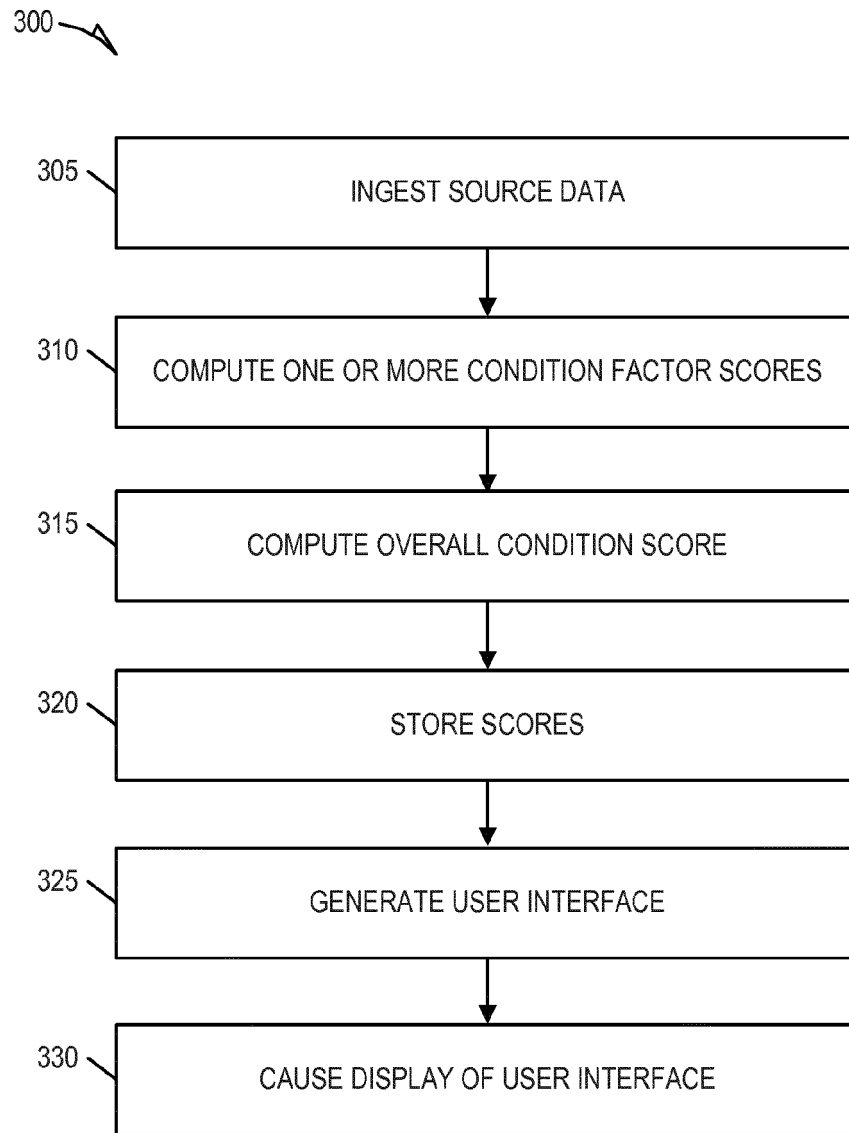 300
305
INGEST SOURCE DATA
310
COMPUTE ONE OR MORE CONDITION FACTOR SCORES
315
COMPUTE OVERALL CONDITION SCORE
320
STORE SCORES
325
GENERATE USER INTERFACE
330
CAUSE DISPLAY OF USER INTERFACE